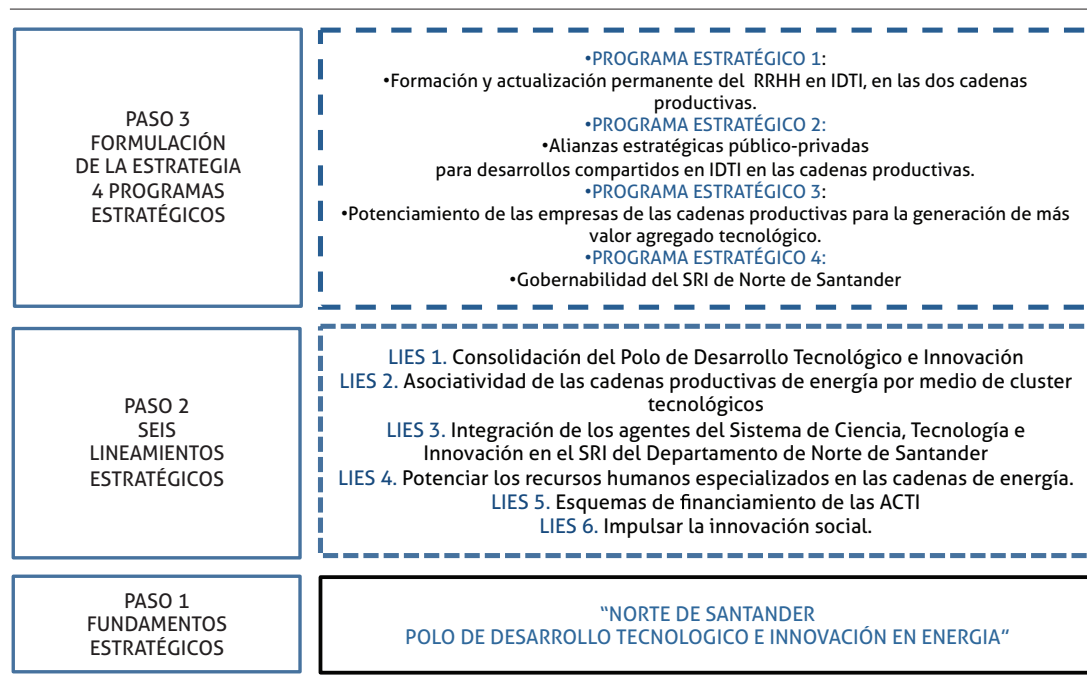 PASO 3
FORMULACIÓN
DE LA ESTRATEGIA
4 PROGRAMAS
ESTRATÉGICOS
•PROGRAMA ESTRATÉGICO 1:
•Formación y actualización permanente del RRHH en IDTI, en las dos cadenas
productivas.
•PROGRAMA ESTRATÉGICO 2:
•Alianzas estratégicas público-privadas
para desarrollos compartidos en IDTI en las cadenas productivas.
•PROGRAMA ESTRATÉGICO 3:
•Potenciamiento de las empresas de las cadenas productivas para la generación de más
valor agregado tecnológico.
•PROGRAMA ESTRATÉGICO 4:
•Gobernabilidad del SRI de Norte de Santander
PASO 2
SEIS
LINEAMIENTOS
ESTRATÉGICOS
LIES 1. Consolidación del Polo de Desarrollo Tecnológico e Innovación
LIES 2. Asociatividad de las cadenas productivas de energía por medio de cluster
tecnológicos
LIES 3. Integración de los agentes del Sistema de Ciencia, Tecnología e
Innovación en el SRI del Departamento de Norte de Santander
LIES 4. Potenciar los recursos humanos especializados en las cadenas de energía.
LIES 5. Esquemas de financiamiento de las ACTI
LIES 6. Impulsar la innovación social.
PASO 1
FUNDAMENTOS
ESTRATÉGICOS
“NORTE DE SANTANDER
POLO DE DESARROLLO TECNOLOGICO E INNOVACIÓN EN ENERGIA”